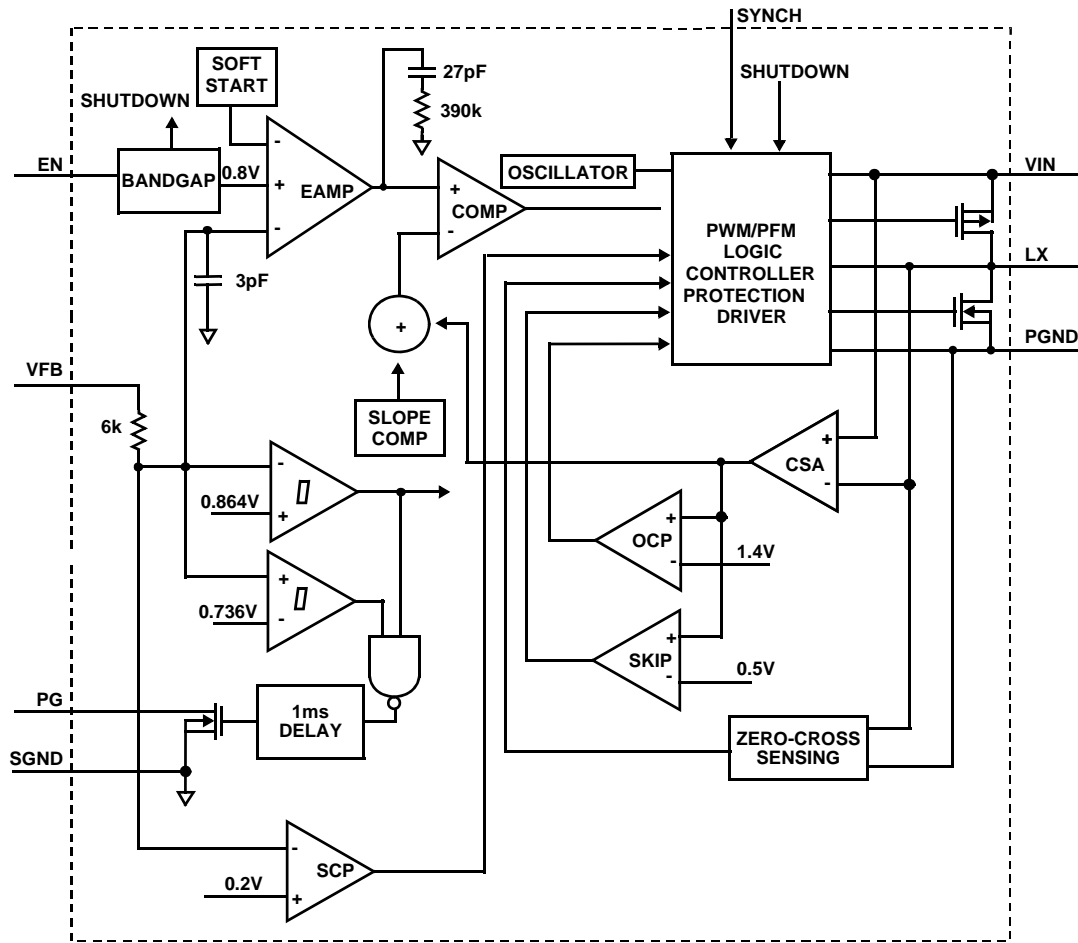 SYNCH
SHUTDOWN
SOFT
START
27pF
390k
SHUTDOWN
EN
BANDGAP
0.8V
-
+
-
EAMP
3pF
+
-
COMP
OSCILLATOR
PWM/PFM
LOGIC
CONTROLLER
PROTECTION
DRIVER
VIN
LX
PGND
+
SLOPE
COMP
VFB
6k
+
-
CSA
-
+
0.864V
+
-
0.736V
+
-
OCP
1.4V
+
-
SKIP
0.5V
PG
1ms
DELAY
SGND
ZERO-CROSS
SENSING
-
+
SCP
0.2V